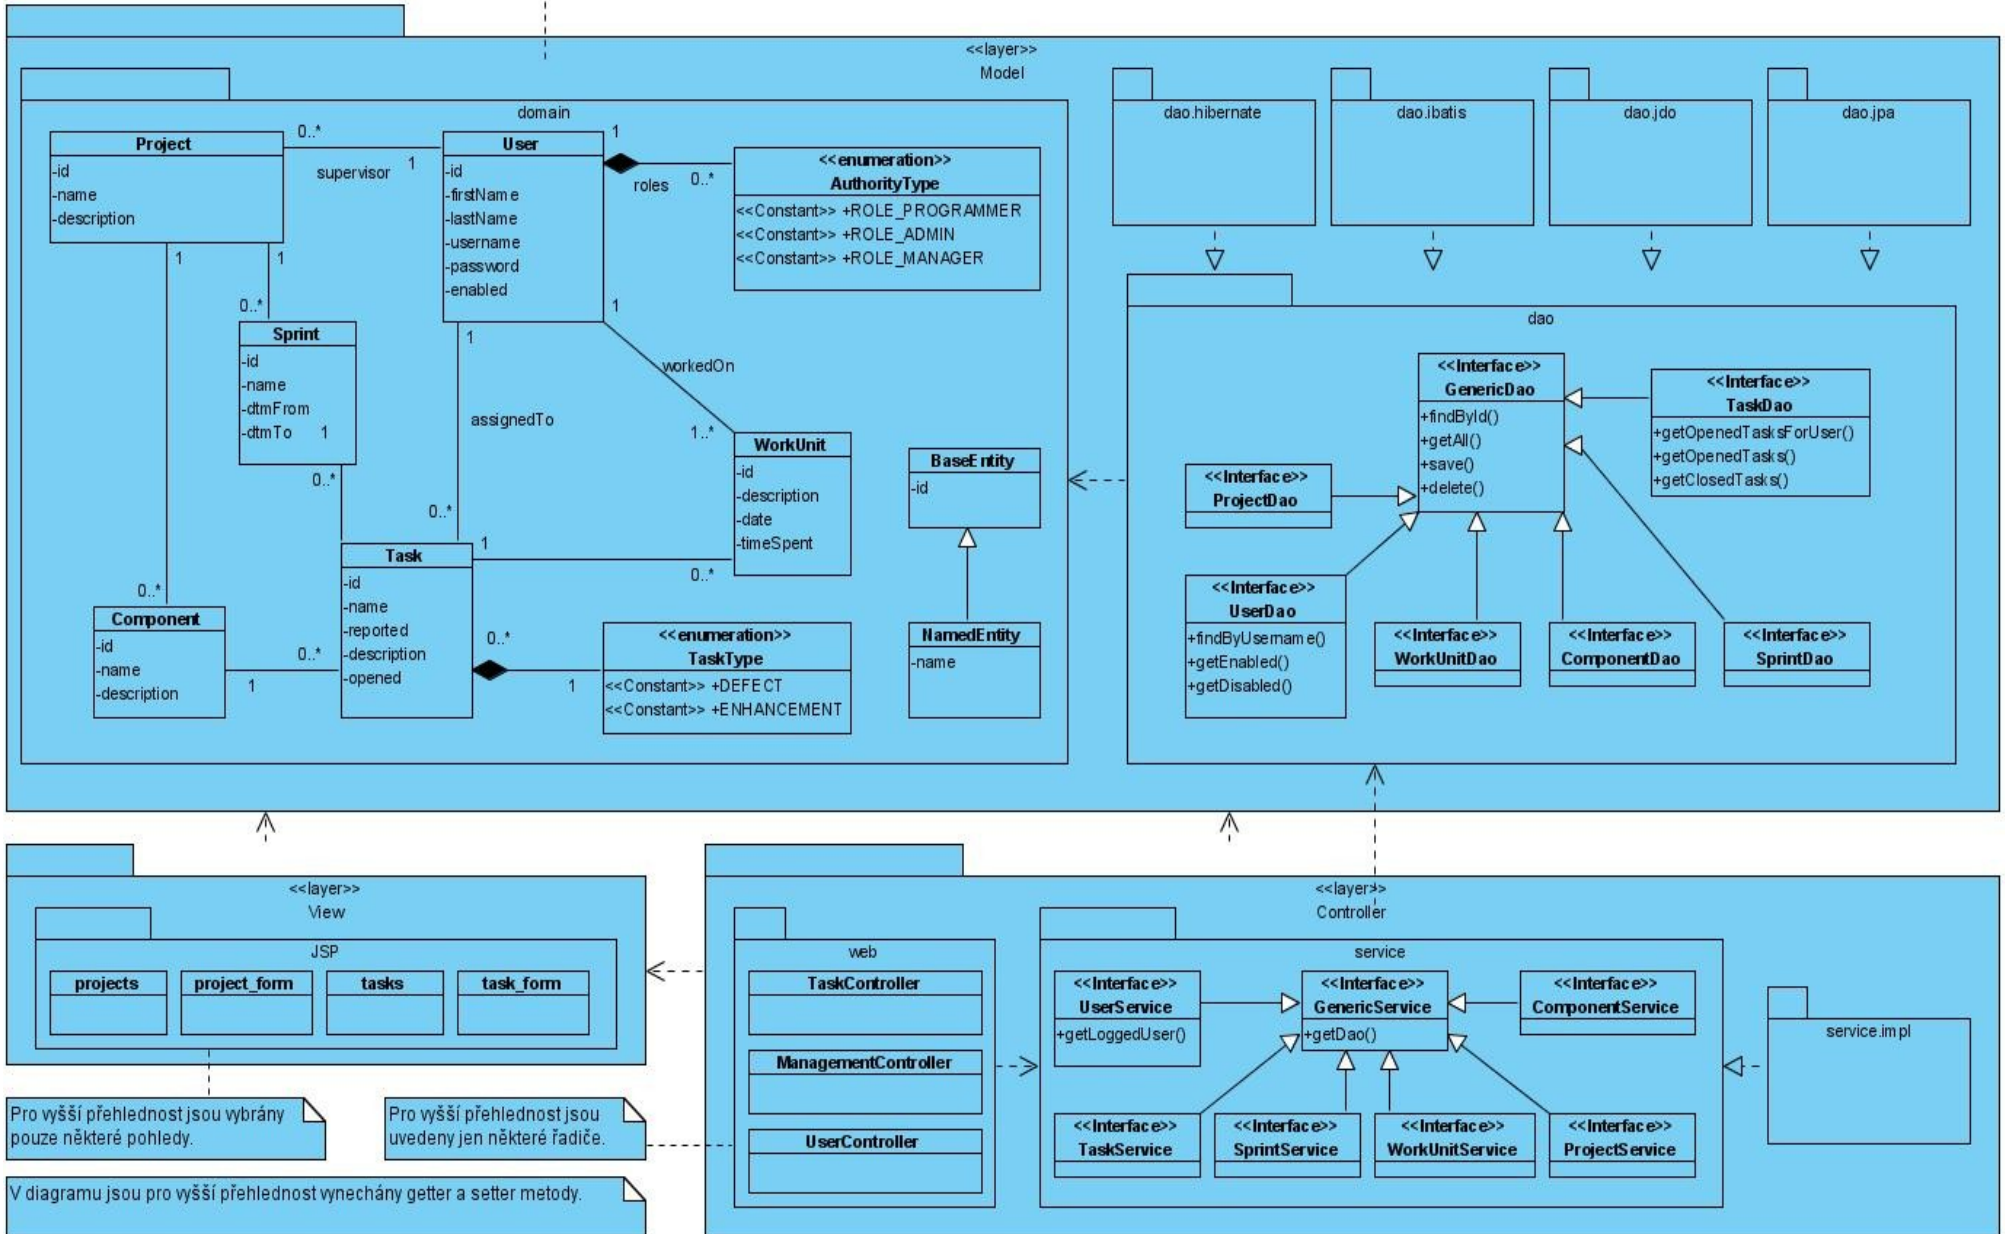 <<layer>>
Model
domain
Project
-id
-name
-description
0..*
supervisor
1
User
-id
-firstName
-lastName
-username
-password
-enabled
1
roles
0..*
<<enumeration>>
AuthorityType
<<Constant>> +ROLE_PROGRAMMER
<<Constant>> +ROLE_ADMIN
<<Constant>> +ROLE_MANAGER
1
1
0..*
Sprint
-id
-name
-dtmFrom
-dtmTo
1
0..*
1
assignedTo
0..*
1
workedOn
1..*
WorkUnit
-id
-description
-date
-timeSpent
1
0..*
Task
-id
-name
-reported
-description
-opened
0..*
Component
-id
-name
-description
1
0..*
0..*
1
<<enumeration>>
TaskType
<<Constant>> +DEFECT
<<Constant>> +ENHANCEMENT
BaseEntity
-id
NamedEntity
-name
dao.hibernate
dao.ibatis
dao.jdo
dao.jpa
dao
<<Interface>>
GenericDao
+findById()
+getAll()
+save()
+delete()
<<Interface>>
TaskDao
+getOpenedTasksForUser()
+getOpenedTasks()
+getClosedTasks()
<<Interface>>
ProjectDao
<<Interface>>
UserDao
+findByUsername()
+getEnabled()
+getDisabled()
<<Interface>>
WorkUnitDao
<<Interface>>
ComponentDao
<<Interface>>
SprintDao
<<layer>>
View
JSP
projects
project_form
tasks
task_form
Pro vyšší přehlednost jsou vybrány
pouze některé pohledy.
Pro vyšší přehlednost jsou
uvedeny jen některé řadiče.
V diagramu jsou pro vyšší přehlednost vynechány getter a setter metody.
<<layer>>
Controller
web
TaskController
ManagementController
UserController
service
<<Interface>>
UserService
+getLoggedUser()
<<Interface>>
GenericService
+getDao()
<<Interface>>
ComponentService
<<Interface>>
TaskService
<<Interface>>
SprintService
<<Interface>>
WorkUnitService
<<Interface>>
ProjectService
service.impl